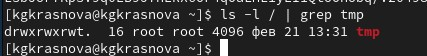 [kgkrasnova@kgkrasnova ~]$ ls -l / | grep tmp
drwxrwxrwt.  16 root root 4096 фев 21 13:31 tmp
[kgkrasnova@kgkrasnova ~]$